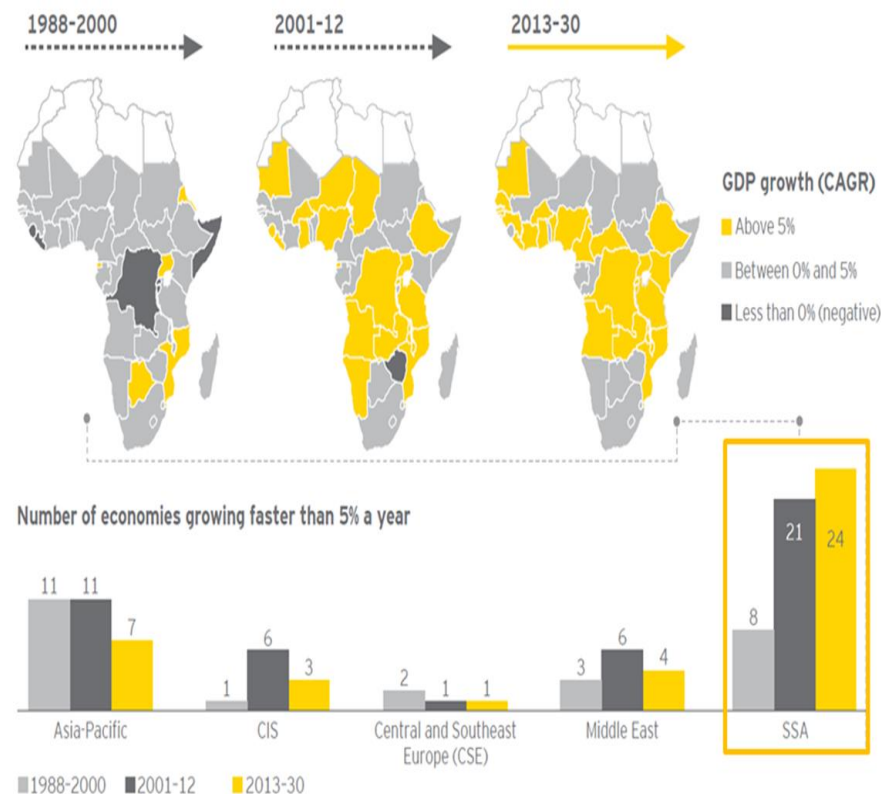 1988-2000
2001-12
2013-30
GDP growth (CAGR)
Above 5%
Between 0% and 5%
Less than 0% (negative)
Number of economies growing faster than 5% a year
11 11 7
1 6 3
2 1 1
3 6 4
8 21 24
Asia-Pacific
CIS
Central and Southeast
Europe (CSE)
Middle East
SSA
1988-2000 2001-12 2013-30